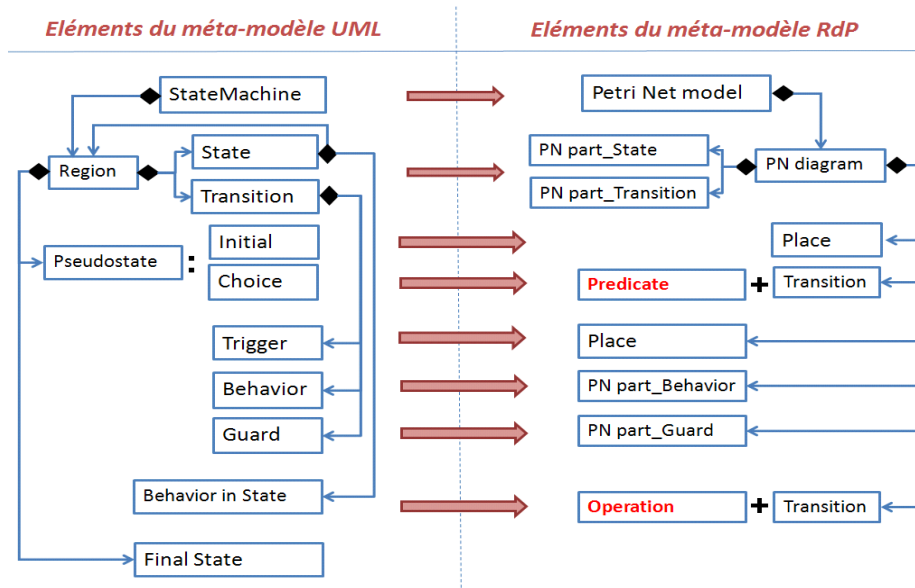 Eléments du méta-modèle UML
Eléments du méta-modèle RdP
StateMachine
Petri Net model
State
PN part_State
Region
PN diagram
Transition
PN part_Transition
Initial
Place
Pseudostate :
Choice
Predicate + Transition
Trigger
Place
Behavior
PN part_Behavior
Guard
PN part_Guard
Behavior in State
Operation + Transition
Final State